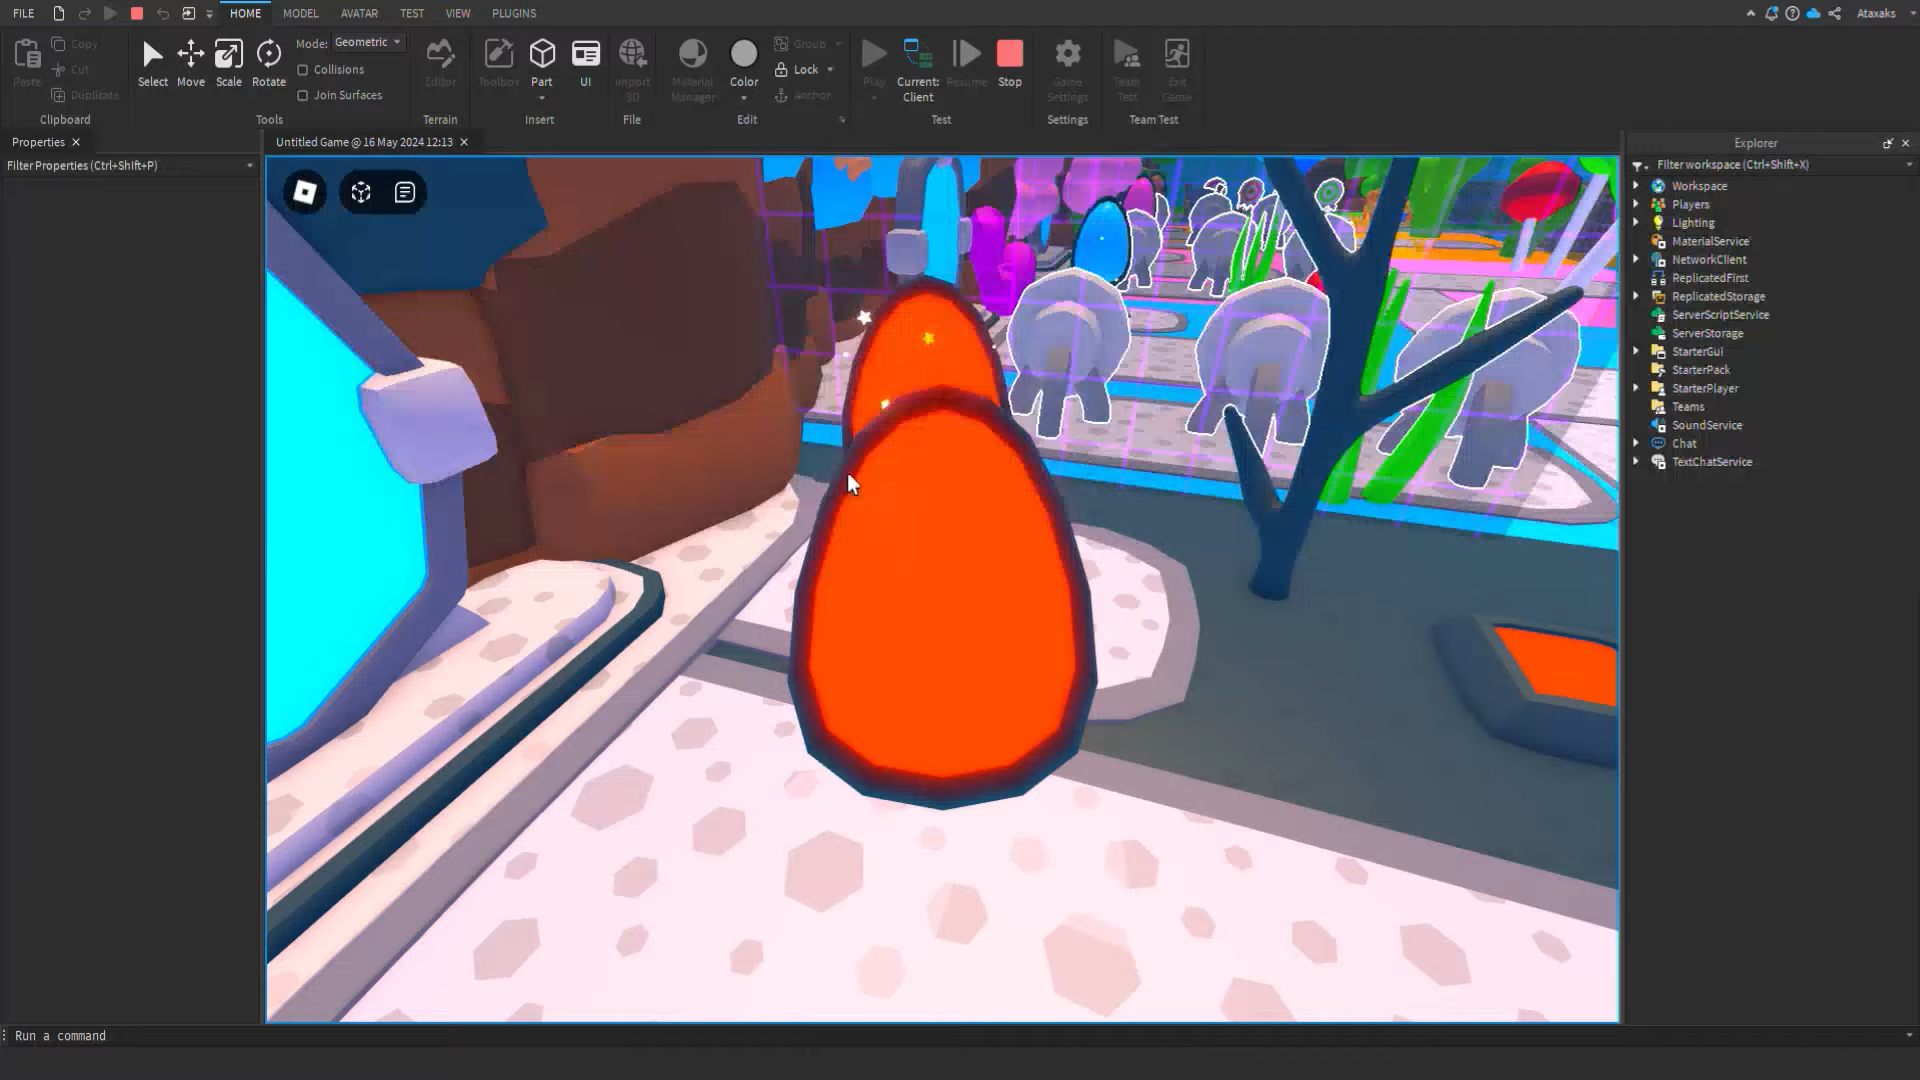 FILE HOME MODEL AVATAR TEST VIEW PLUGINS Ataxaks
Paste Copy Cut Duplicate Clipboard
Select Move Scale Rotate Mode: Geometric Collisions Join Surfaces Tools
Editor Terrain
Toolbox Part UI Insert
Import 3D File
Material Manager Color Group Lock Anchor Edit
Play Current: Client Resume Stop Test
Game Settings Settings
Team Test Exit Game Team Test
Properties
Filter Properties (Ctrl+Shift+P)
Untitled Game @ 16 May 2024 12:13
Explorer
Filter workspace (Ctrl+Shift+X)
Workspace
Players
Lighting
MaterialService
NetworkClient
ReplicatedFirst
ReplicatedStorage
ServerScriptService
ServerStorage
StarterGui
StarterPack
StarterPlayer
Teams
SoundService
Chat
TextChatService
Run a command